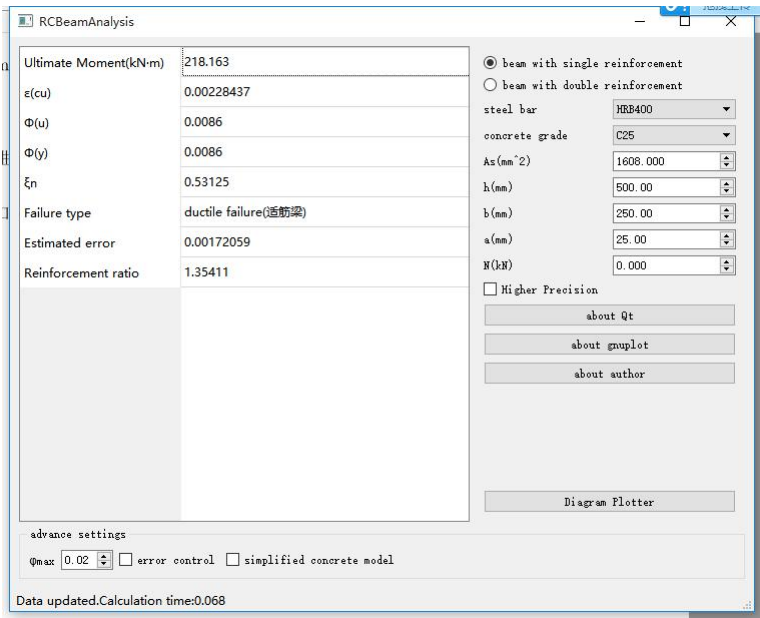 RCBeamAnalysis
Ultimate Moment(kN·m) 218.163
ε(cu) 0.00228437
Φ(u) 0.0086
Φ(y) 0.0086
ξn 0.53125
Failure type ductile failure(适筋梁)
Estimated error 0.00172059
Reinforcement ratio 1.35411
beam with single reinforcement
beam with double reinforcement
steel bar HRB400
concrete grade C25
As(mm^2) 1608.000
h(mm) 500.00
b(mm) 250.00
a(mm) 25.00
N(kN) 0.000
Higher Precision
about Qt
about gnuplot
about author
Diagram Plotter
advance settings
φmax 0.02 error control simplified concrete model
Data updated.Calculation time:0.068